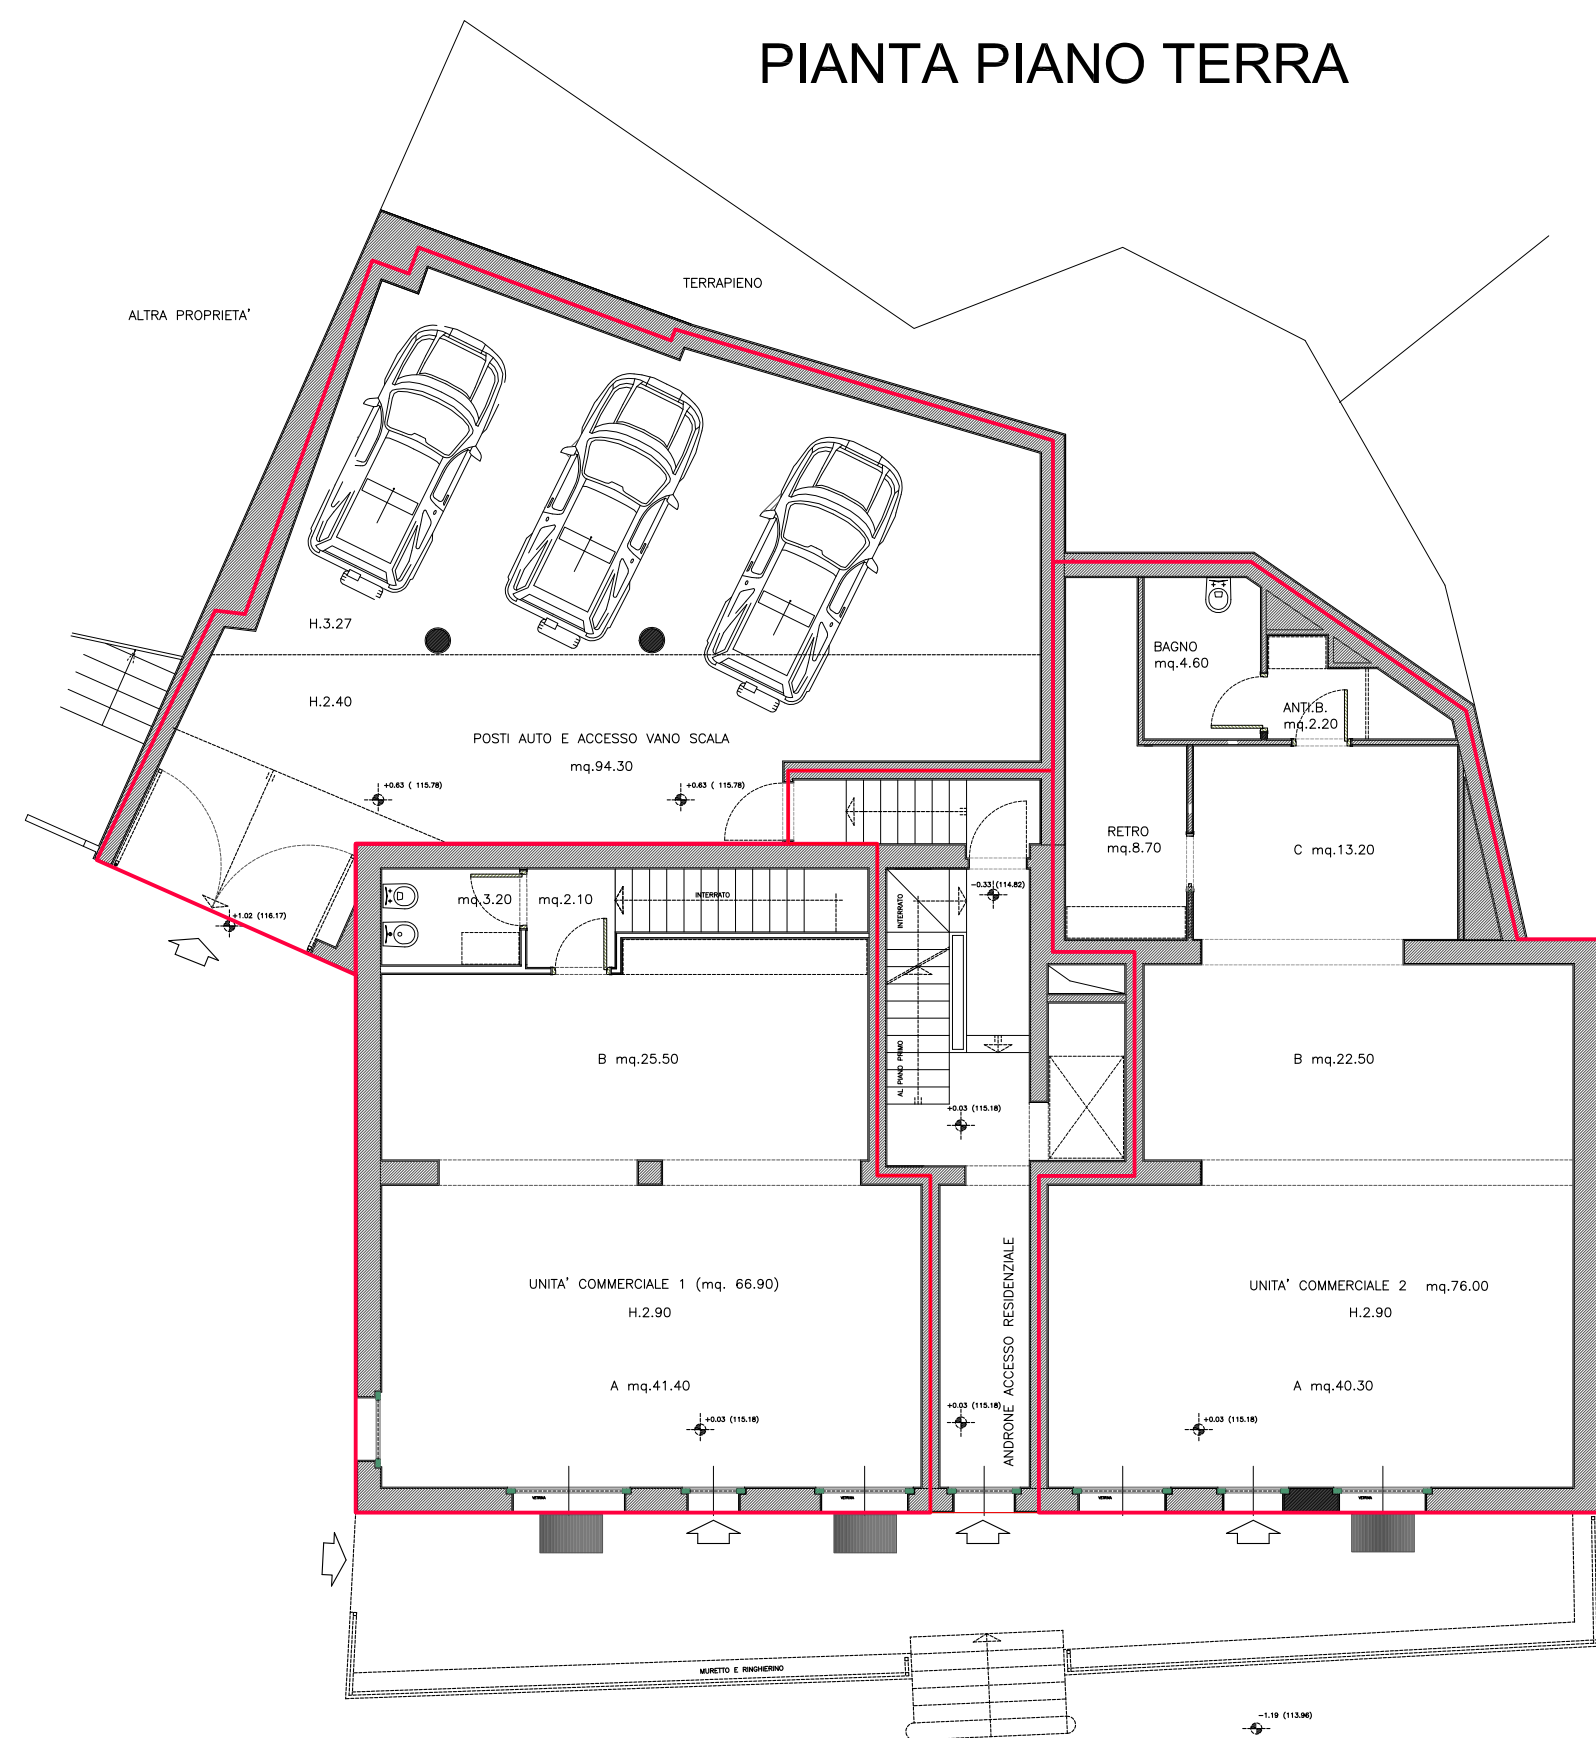 PIANTA PIANO TERRA
TERRAPIENO
ALTRA PROPRIETA'
H.3.27
H.2.40
POSTI AUTO E ACCESSO VANO SCALA
mq.94.30
+0.63 ( 115.78)
+0.63 ( 115.78)
BAGNO
mq.4.60
ANTI.B.
mq.2.20
RETRO
mq.8.70
C mq.13.20
+1.02 (116.17)
mq.3.20
mq.2.10
INTERRATO
INTERRATO
-0.33 (114.82)
B mq.25.50
AL PIANO PRIMO
B mq.22.50
+0.03 (115.18)
UNITA' COMMERCIALE 1 (mq. 66.90)
H.2.90
ANDRONE ACCESSO RESIDENZIALE
UNITA' COMMERCIALE 2 mq.76.00
H.2.90
A mq.41.40
A mq.40.30
+0.03 (115.18)
+0.03 (115.18)
+0.03 (115.18)
VETRINA
VETRINA
VETRINA
VETRINA
MURETTO E RINGHIERINO
-1.19 (113.96)